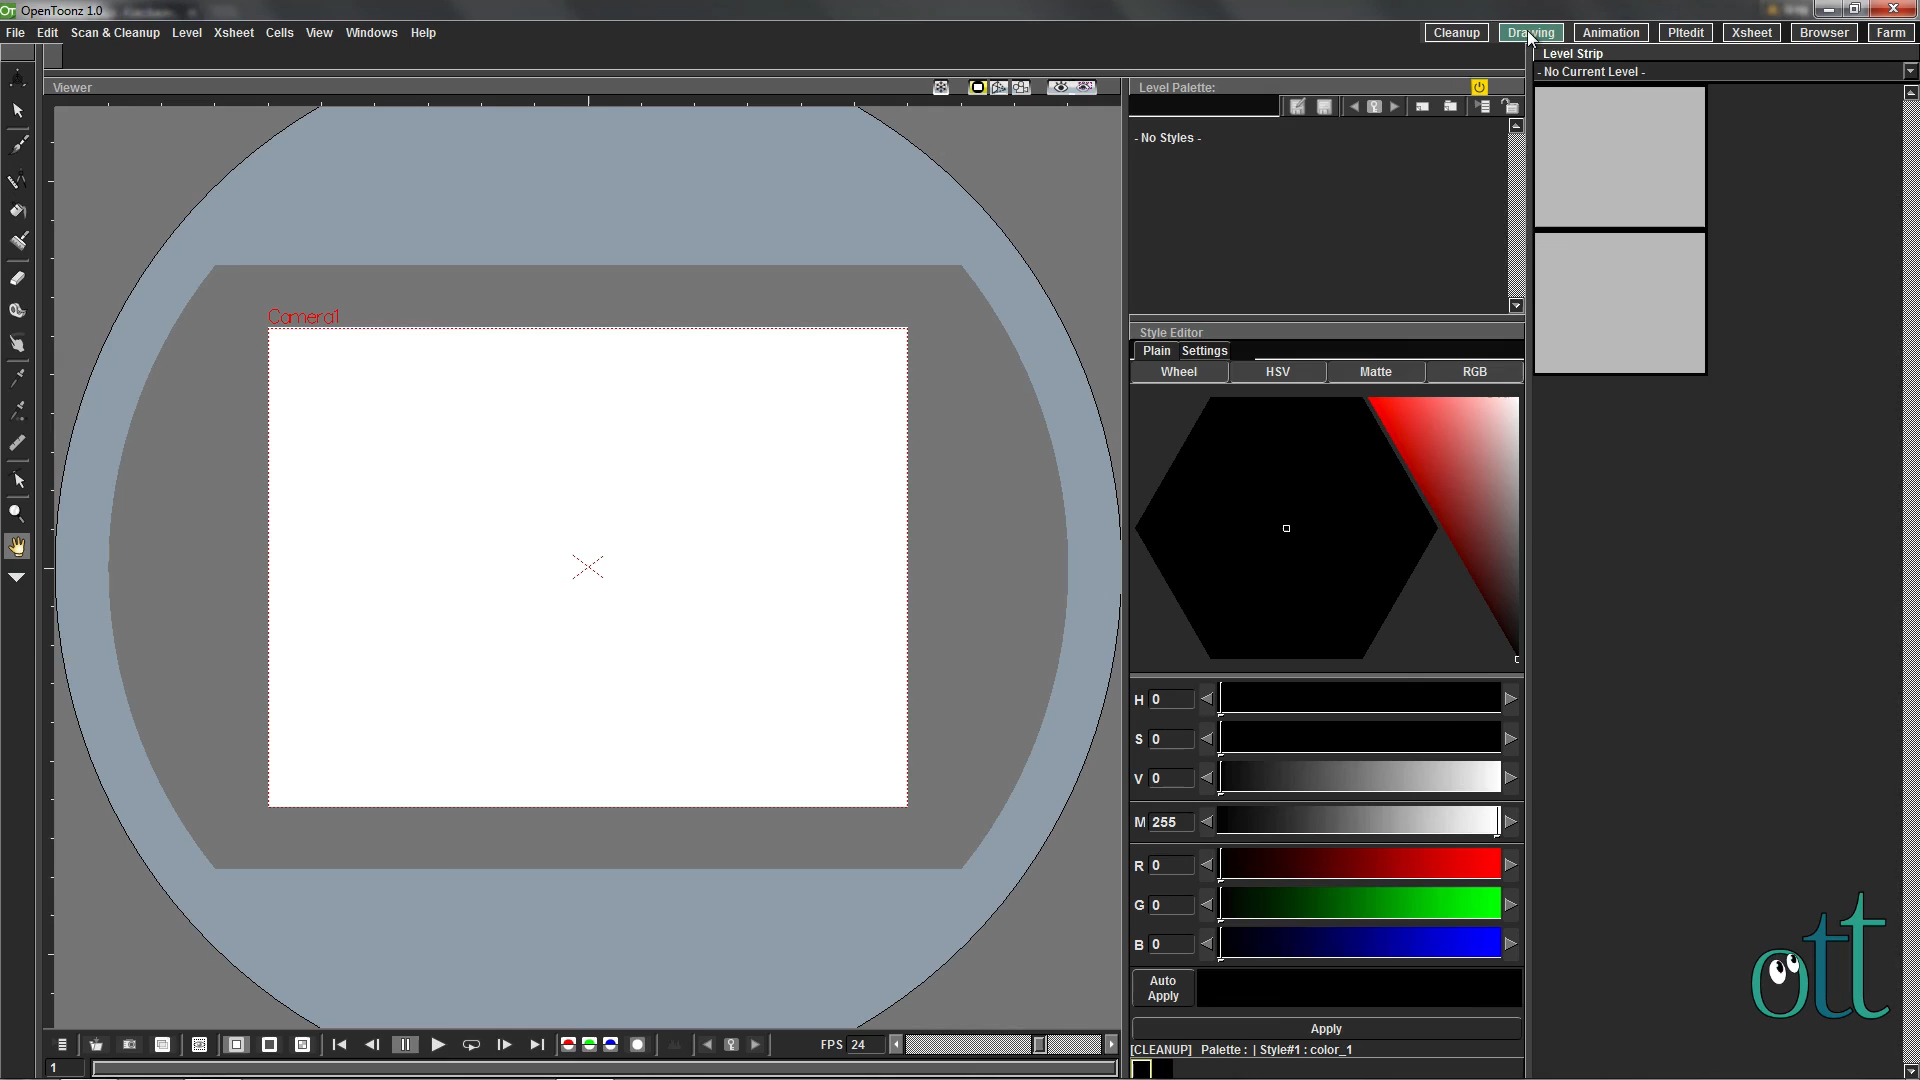 OpenToonz 1.0
File Edit Scan & Cleanup Level Xsheet Cells View Windows Help
Cleanup Drawing Animation Pltedit Xsheet Browser Farm
Level Strip
- No Current Level -
Viewer
Level Palette:
- No Styles -
Camera1
Style Editor
Plain Settings
Wheel HSV Matte RGB
H 0
S 0
V 0
M 255
R 0
G 0
B 0
Auto Apply
Apply
[CLEANUP] Palette : | Style#1 : color_1
FPS 24
1
ott